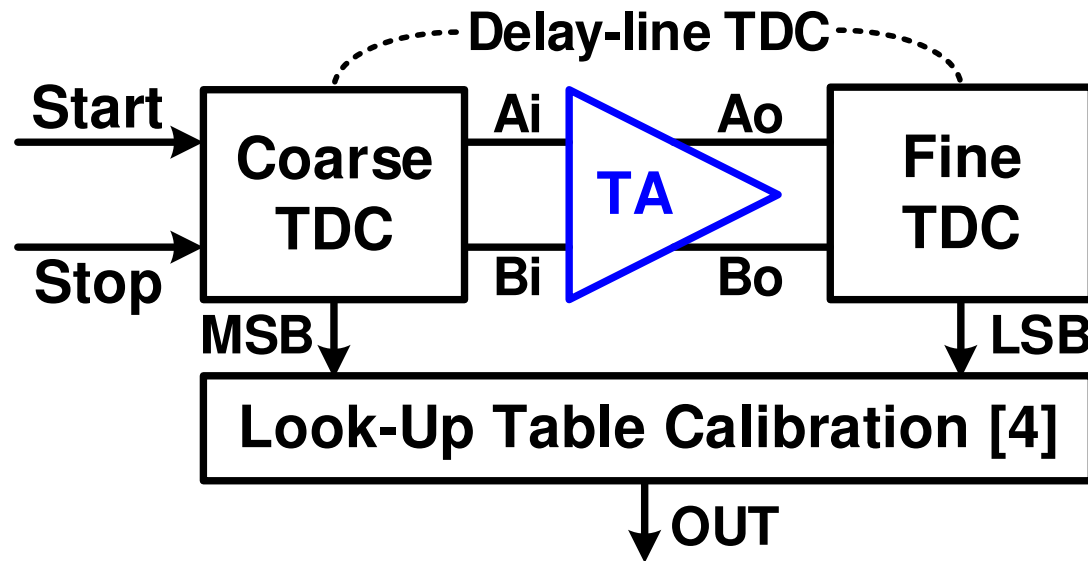 Delay-line TDC
Start
Stop
Coarse
TDC
Ai
Bi
TA
Ao
Bo
Fine
TDC
MSB
LSB
Look-Up Table Calibration [4]
OUT